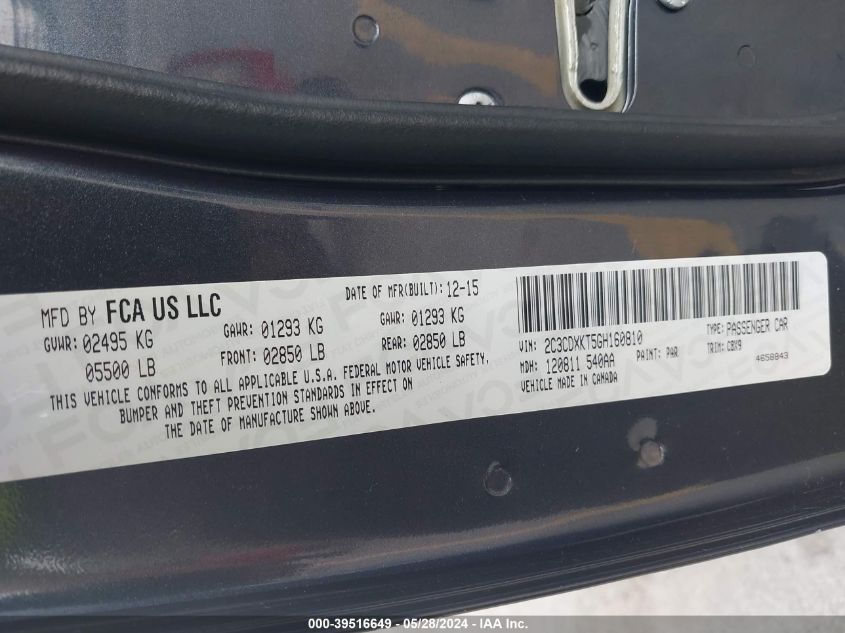 MFD BY FCA US LLC
DATE OF MFR(BUILT): 12-15
GVWR: 02495 KG
GAWR: 01293 KG
GAWR: 01293 KG
05500 LB
FRONT: 02850 LB
REAR: 02850 LB
THIS VEHICLE CONFORMS TO ALL APPLICABLE U.S.A. FEDERAL MOTOR VEHICLE SAFETY,
BUMPER AND THEFT PREVENTION STANDARDS IN EFFECT ON
THE DATE OF MANUFACTURE SHOWN ABOVE.
VIN: 2C3CDXKT5GH160810
TYPE: PASSENGER CAR
MDH: 120811 540AA
PAINT: PAR
TRIM: CBX9
VEHICLE MADE IN CANADA
4658843
000-39516649 - 05/28/2024 - IAA Inc.